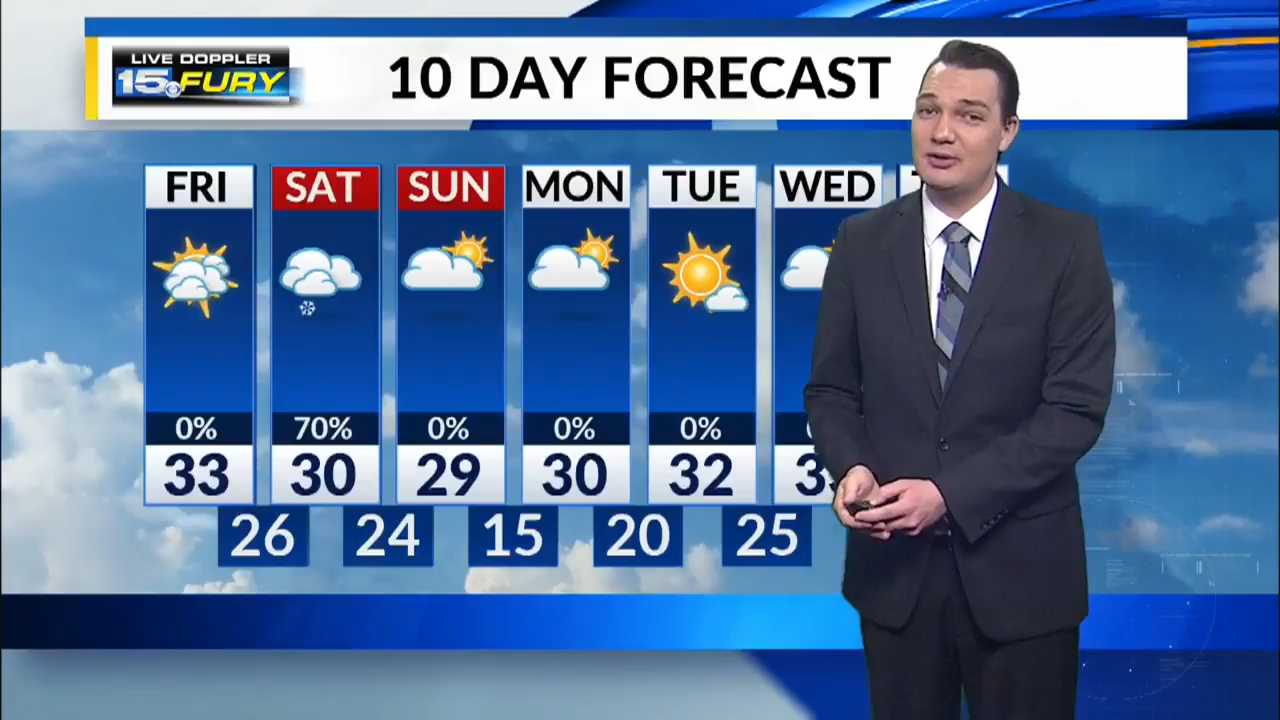 LIVE DOPPLER
15 FURY
10 DAY FORECAST
FRI SAT SUN MON TUE WED
0% 70% 0% 0% 0%
33 30 29 30 32
26 24 15 20 25